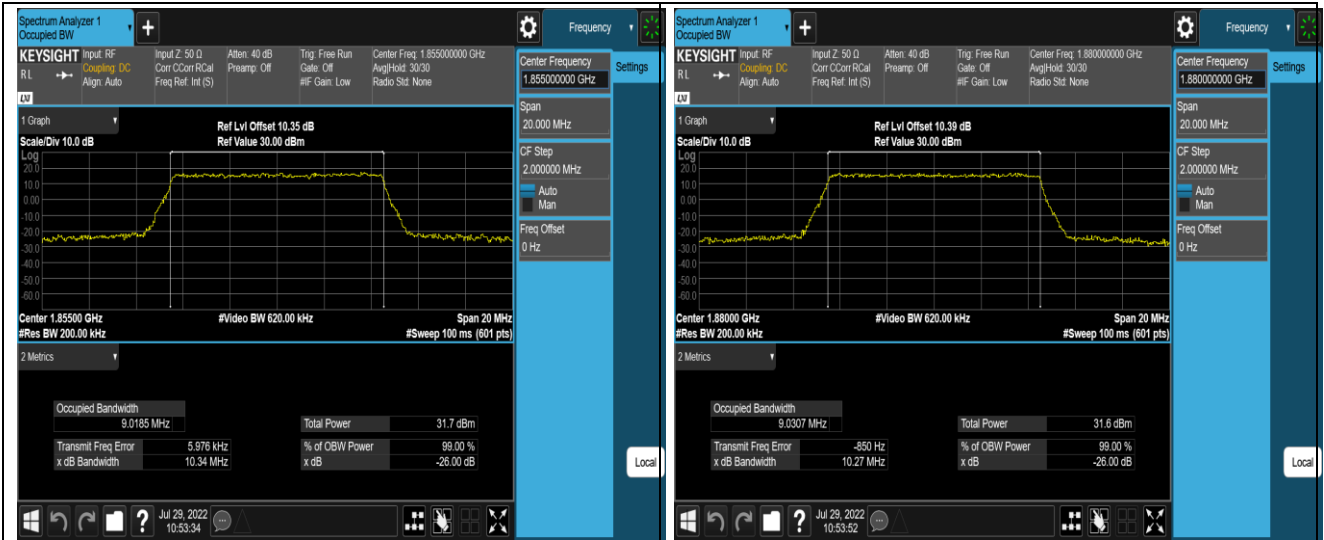 Spectrum Analyzer 1
Occupied BW
+
Frequency
KEYSIGHT
RL
LXI
Input: RF
Coupling: DC
Align: Auto
Input Z: 50 Ω
Corr CCorr RCal
Freq Ref: Int (S)
Atten: 40 dB
Preamp: Off
Trig: Free Run
Gate: Off
#IF Gain: Low
Center Freq: 1.855000000 GHz
Avg|Hold: 30/30
Radio Std: None
Center Frequency
1.855000000 GHz
Settings
Span
20.000 MHz
CF Step
2.000000 MHz
Auto
Man
Freq Offset
0 Hz
Local
1 Graph
Scale/Div 10.0 dB
Ref Lvl Offset 10.35 dB
Ref Value 30.00 dBm
Log
20.0
10.0
0.00
-10.0
-20.0
-30.0
-40.0
-50.0
-60.0
Center 1.85500 GHz
#Video BW 620.00 kHz
Span 20 MHz
#Res BW 200.00 kHz
#Sweep 100 ms (601 pts)
2 Metrics
Occupied Bandwidth
9.0185 MHz
Total Power 31.7 dBm
Transmit Freq Error 5.976 kHz
% of OBW Power 99.00 %
x dB Bandwidth 10.34 MHz
x dB -26.00 dB
?
Jul 29, 2022
10:53:34
Spectrum Analyzer 1
Occupied BW
+
Frequency
KEYSIGHT
RL
LXI
Input: RF
Coupling: DC
Align: Auto
Input Z: 50 Ω
Corr CCorr RCal
Freq Ref: Int (S)
Atten: 40 dB
Preamp: Off
Trig: Free Run
Gate: Off
#IF Gain: Low
Center Freq: 1.880000000 GHz
Avg|Hold: 30/30
Radio Std: None
Center Frequency
1.880000000 GHz
Settings
Span
20.000 MHz
CF Step
2.000000 MHz
Auto
Man
Freq Offset
0 Hz
Local
1 Graph
Scale/Div 10.0 dB
Ref Lvl Offset 10.39 dB
Ref Value 30.00 dBm
Log
20.0
10.0
0.00
-10.0
-20.0
-30.0
-40.0
-50.0
-60.0
Center 1.88000 GHz
#Video BW 620.00 kHz
Span 20 MHz
#Res BW 200.00 kHz
#Sweep 100 ms (601 pts)
2 Metrics
Occupied Bandwidth
9.0307 MHz
Total Power 31.6 dBm
Transmit Freq Error -850 Hz
% of OBW Power 99.00 %
x dB Bandwidth 10.27 MHz
x dB -26.00 dB
?
Jul 29, 2022
10:53:52